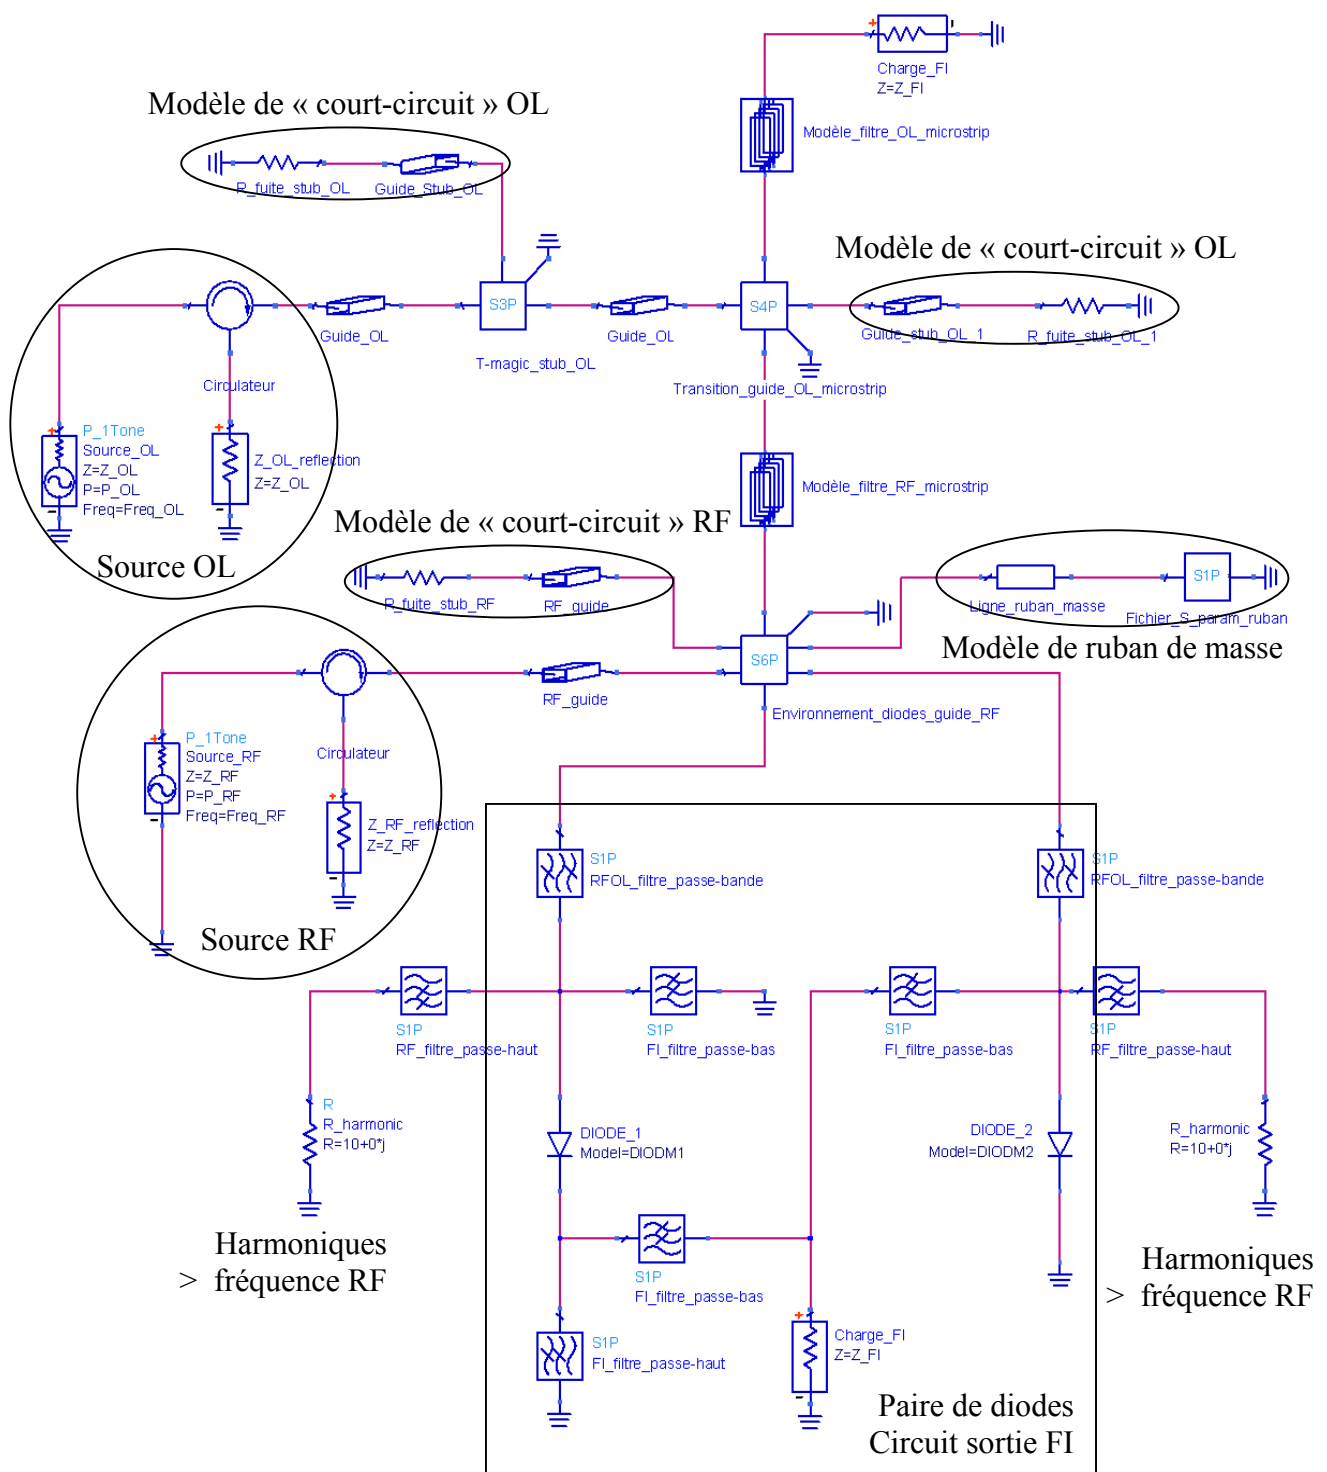 Charge_FI
Z=Z_FI
Modèle de « court-circuit » OL
Modèle_filtre_OL_microstrip
R_fuite_stub_OL
Guide_Stub_OL
Modèle de « court-circuit » OL
S3P
S4P
Guide_OL
Guide_OL
Guide_stub_OL_1
R_fuite_stub_OL_1
T-magic_stub_OL
Circulateur
Transition_guide_OL_microstrip
P_1Tone
Source_OL
Z=Z_OL
P=P_OL
Freq=Freq_OL
Z_OL_reflection
Z=Z_OL
Modèle_filtre_RF_microstrip
Modèle de « court-circuit » RF
Source OL
R_fuite_stub_RF
RF_guide
Ligne_ruban_masse
S1P
Fichier_S_param_ruban
Modèle de ruban de masse
S6P
RF_guide
Environnement_diodes_guide_RF
P_1Tone
Source_RF
Z=Z_RF
P=P_RF
Freq=Freq_RF
Circulateur
Z_RF_reflection
Z=Z_RF
S1P
RFOL_filtre_passe-bande
S1P
RFOL_filtre_passe-bande
Source RF
S1P
RF_filtre_passe-haut
S1P
FI_filtre_passe-bas
S1P
FI_filtre_passe-bas
S1P
RF_filtre_passe-haut
R
R_harmonic
R=10+0*j
DIODE_1
Model=DIODM1
DIODE_2
Model=DIODM2
R_harmonic
R=10+0*j
Harmoniques
> fréquence RF
S1P
FI_filtre_passe-bas
Harmoniques
> fréquence RF
S1P
FI_filtre_passe-haut
Charge_FI
Z=Z_FI
Paire de diodes
Circuit sortie FI